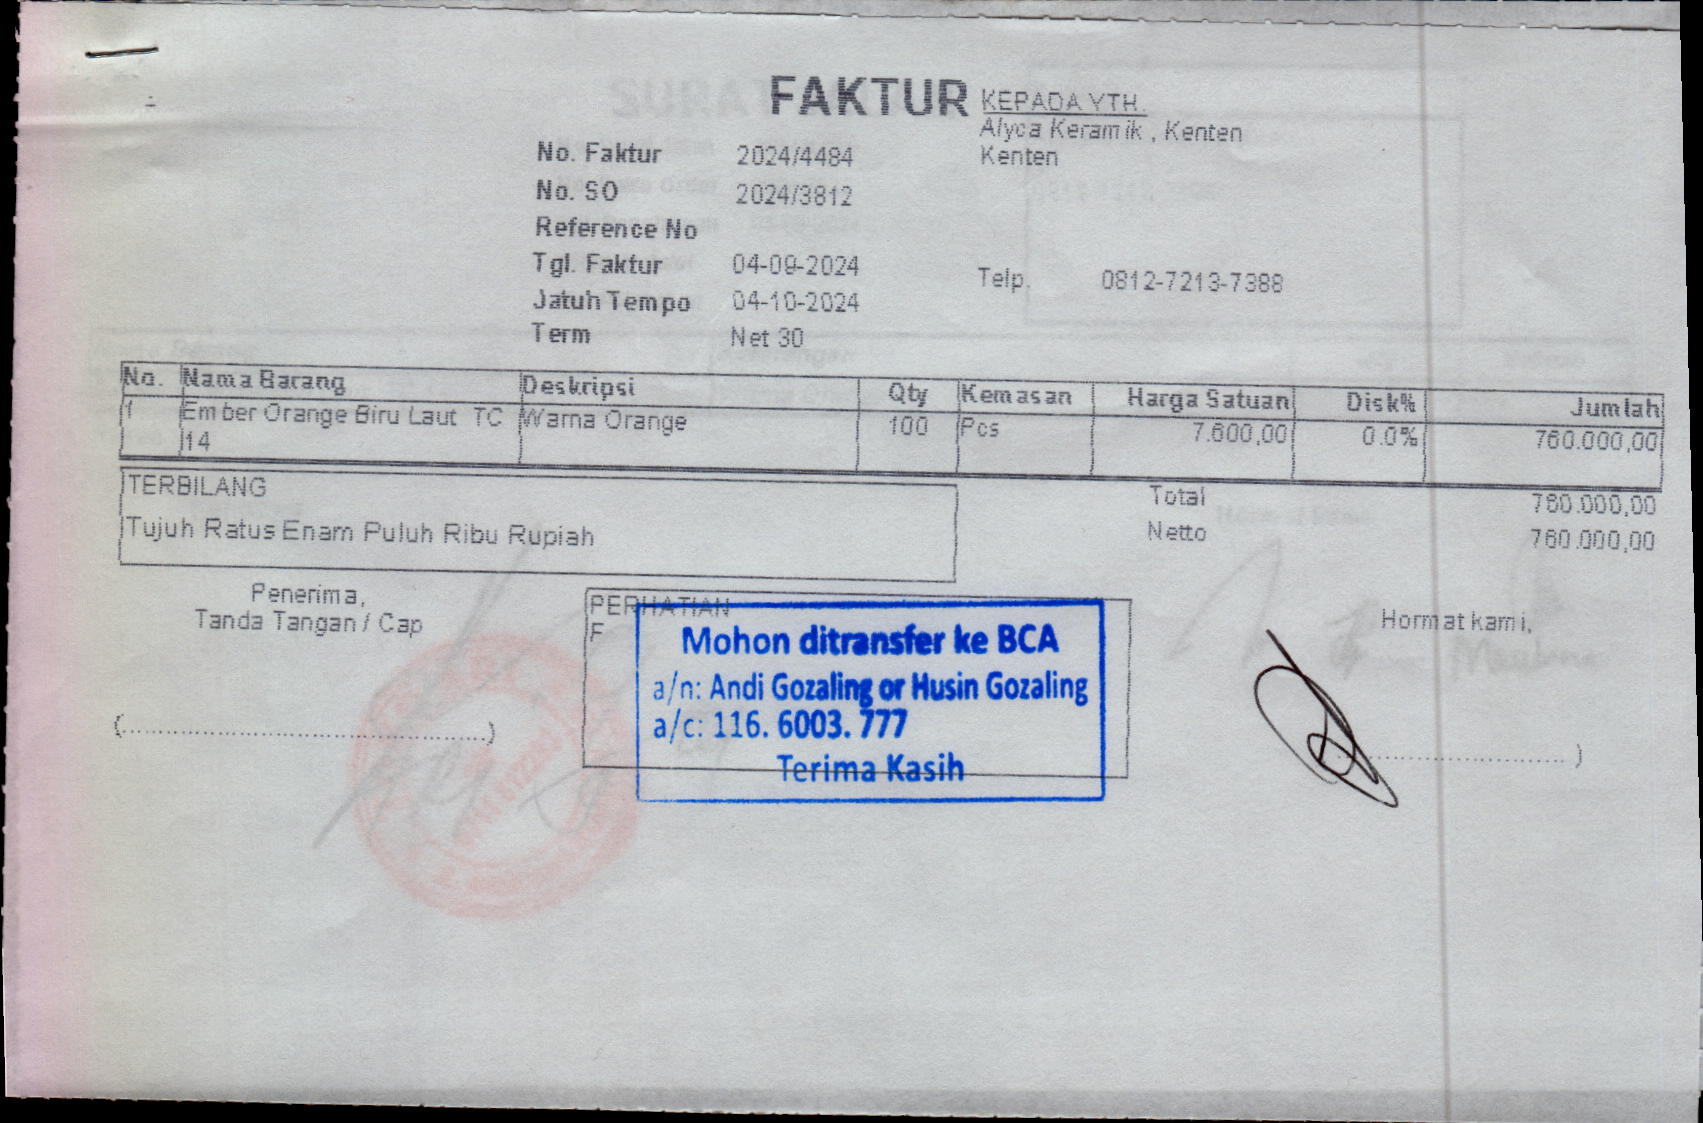 FAKTUR
KEPADA YTH.
Alyca Keramik , Kenten
Kenten
No. Faktur 2024/4484
No. SO 2024/3812
Reference No
Tgl. Faktur 04-09-2024
Telp. 0812-7213-7388
Jatuh Tempo 04-10-2024
Term Net 30
No. Nama Barang Deskripsi Qty Kemasan Harga Satuan Disk% Jumlah
1 Ember Orange Biru Laut TC Warna Orange 100 Pcs 7.600,00 0.0% 760.000,00
14
TERBILANG
Tujuh Ratus Enam Puluh Ribu Rupiah
Total 760.000,00
Netto 760.000,00
Penerima,
Tanda Tangan / Cap
(........................................................)
PERHATIAN
F
Mohon ditransfer ke BCA
a/n: Andi Gozaling or Husin Gozaling
a/c: 116. 6003. 777
Terima Kasih
Hormat kami,
................................ )